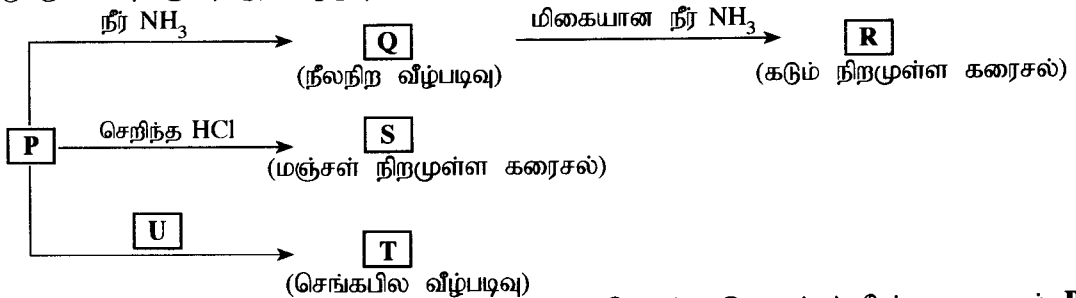 நீர் NH₃
மிகையான நீர் NH₃
Q
R
(நீலநிற வீழ்படிவு)
(கடும் நிறமுள்ள கரைசல்)
செறிந்த HCl
P
S
(மஞ்சள் நிறமுள்ள கரைசல்)
U
T
(செங்கபில வீழ்படிவு)